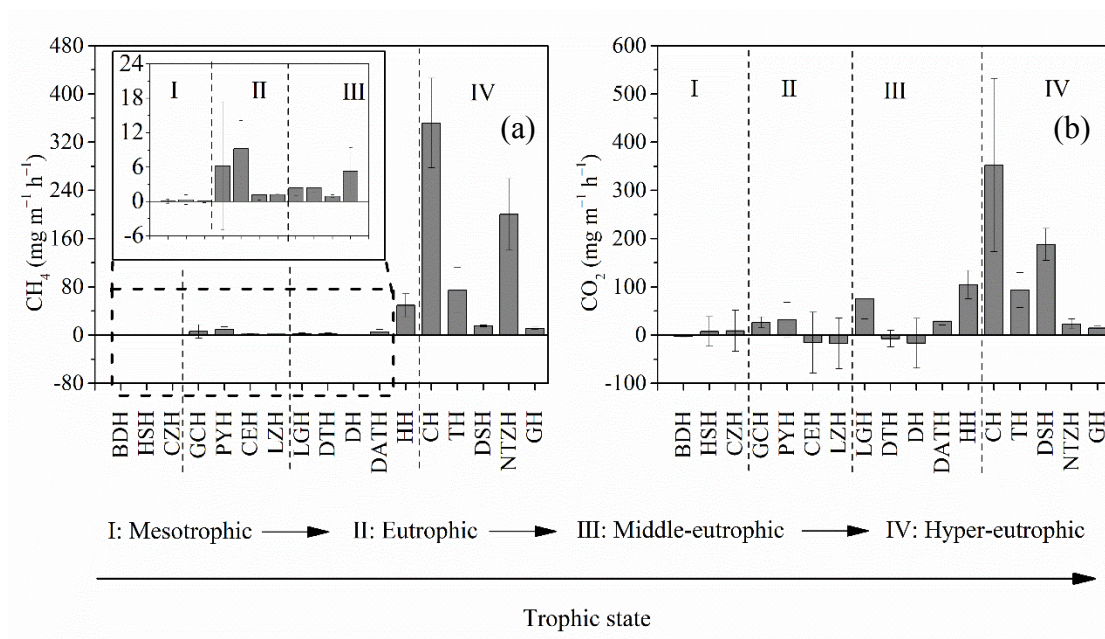 480
400
320
240
160
80
0
-80
CH₄ (mg m⁻¹ h⁻¹)
24
18
12
6
0
-6
I
II
III
IV
(a)
BDH
HSH
CZH
GCH
PYH
CEH
LZH
LGH
DTH
DH
DATH
HH
CH
TH
DSH
NTZH
GH
600
500
400
300
200
100
0
-100
CO₂ (mg m⁻¹ h⁻¹)
I
II
III
IV
(b)
BDH
HSH
CZH
GCH
PYH
CEH
LZH
LGH
DTH
DH
DATH
HH
CH
TH
DSH
NTZH
GH
I: Mesotrophic
II: Eutrophic
III: Middle-eutrophic
IV: Hyper-eutrophic
Trophic state